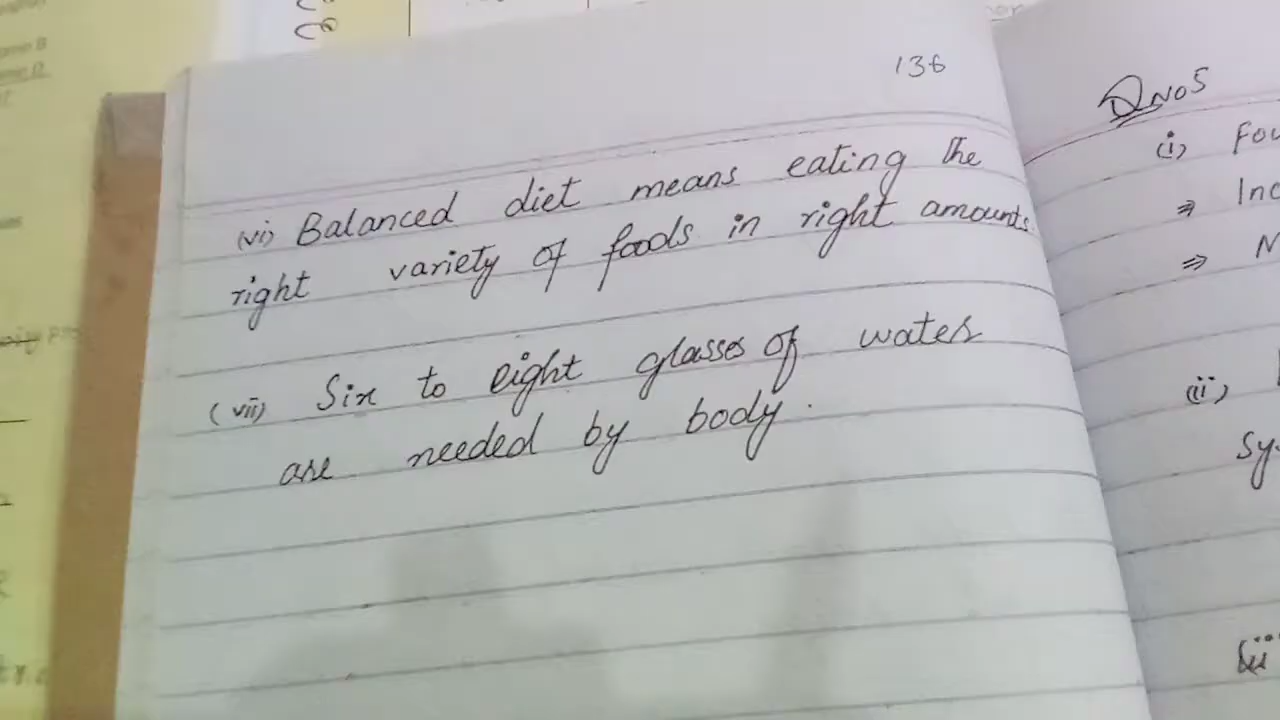 136
(vi) Balanced diet means eating the
right variety of foods in right amounts.
(vii) Six to eight glasses of water
are needed by body.
QNO5
(i)
⇒
⇒
(ii)